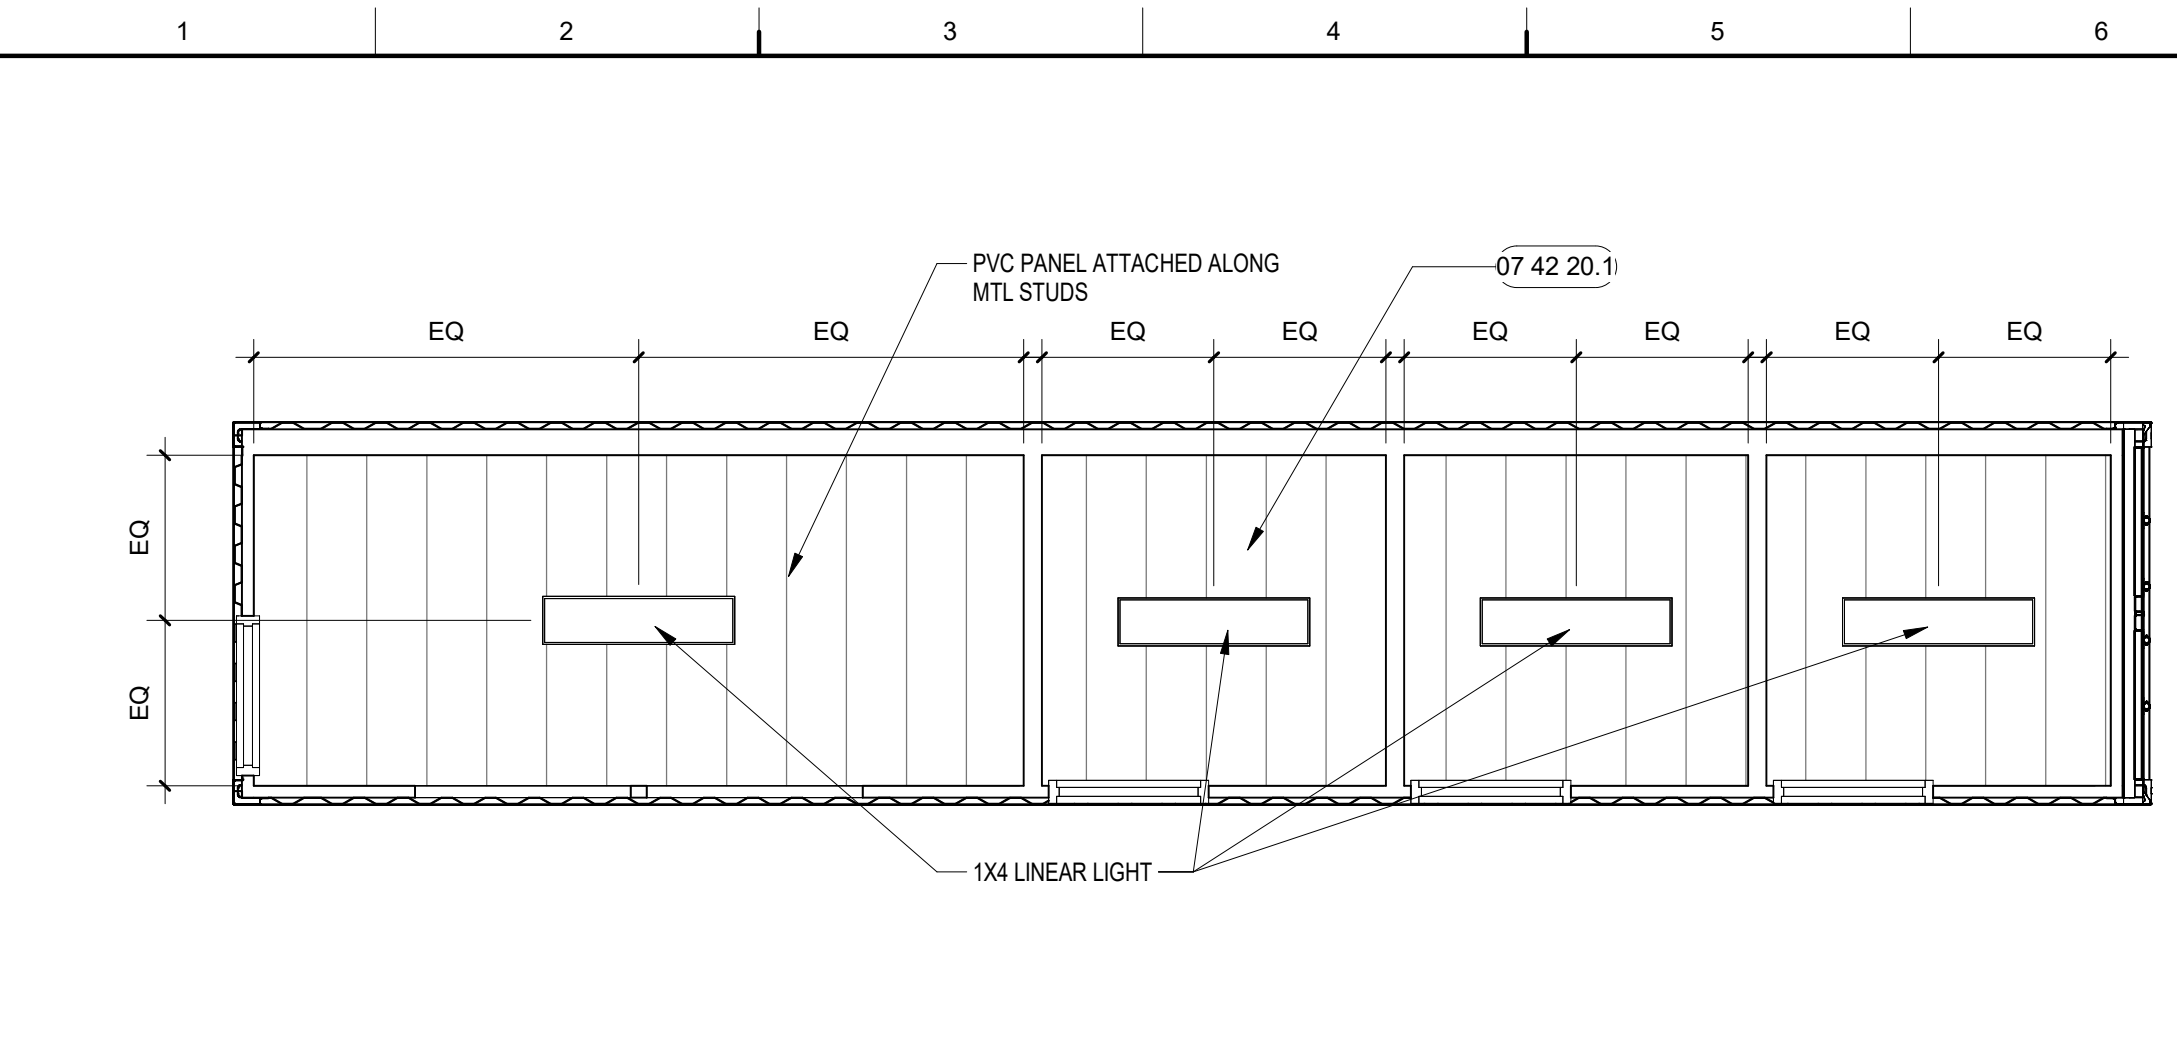 1 2 3 4 5 6
PVC PANEL ATTACHED ALONG
MTL STUDS
07 42 20.1
EQ EQ EQ EQ EQ EQ EQ EQ
EQ
EQ
1X4 LINEAR LIGHT